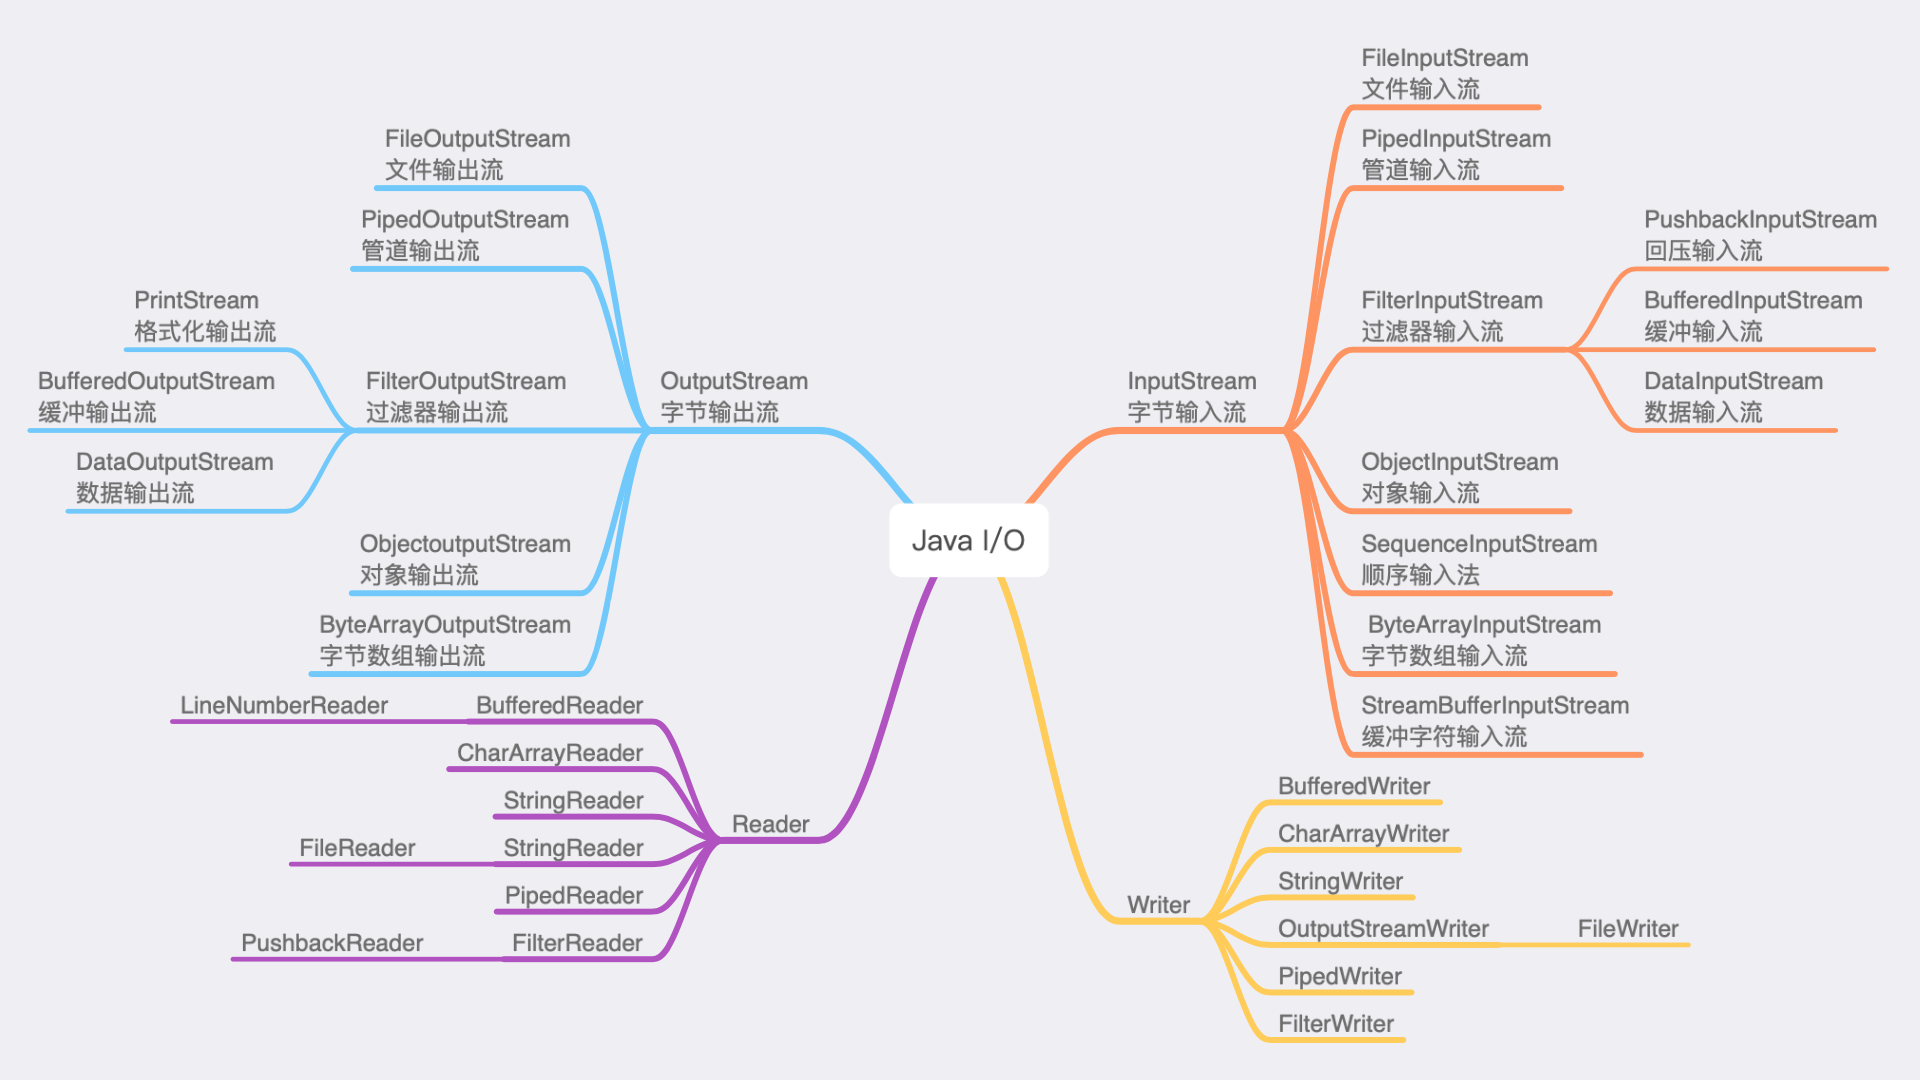 Java I/O
InputStream
字节输入流
FileInputStream
文件输入流
PipedInputStream
管道输入流
FilterInputStream
过滤器输入流
PushbackInputStream
回压输入流
BufferedInputStream
缓冲输入流
DataInputStream
数据输入流
ObjectInputStream
对象输入流
SequenceInputStream
顺序输入法
ByteArrayInputStream
字节数组输入流
StreamBufferInputStream
缓冲字符输入流
Writer
BufferedWriter
CharArrayWriter
StringWriter
OutputStreamWriter
FileWriter
PipedWriter
FilterWriter
OutputStream
字节输出流
FileOutputStream
文件输出流
PipedOutputStream
管道输出流
FilterOutputStream
过滤器输出流
PrintStream
格式化输出流
BufferedOutputStream
缓冲输出流
DataOutputStream
数据输出流
ObjectoutputStream
对象输出流
ByteArrayOutputStream
字节数组输出流
Reader
BufferedReader
LineNumberReader
CharArrayReader
StringReader
StringReader
FileReader
PipedReader
FilterReader
PushbackReader